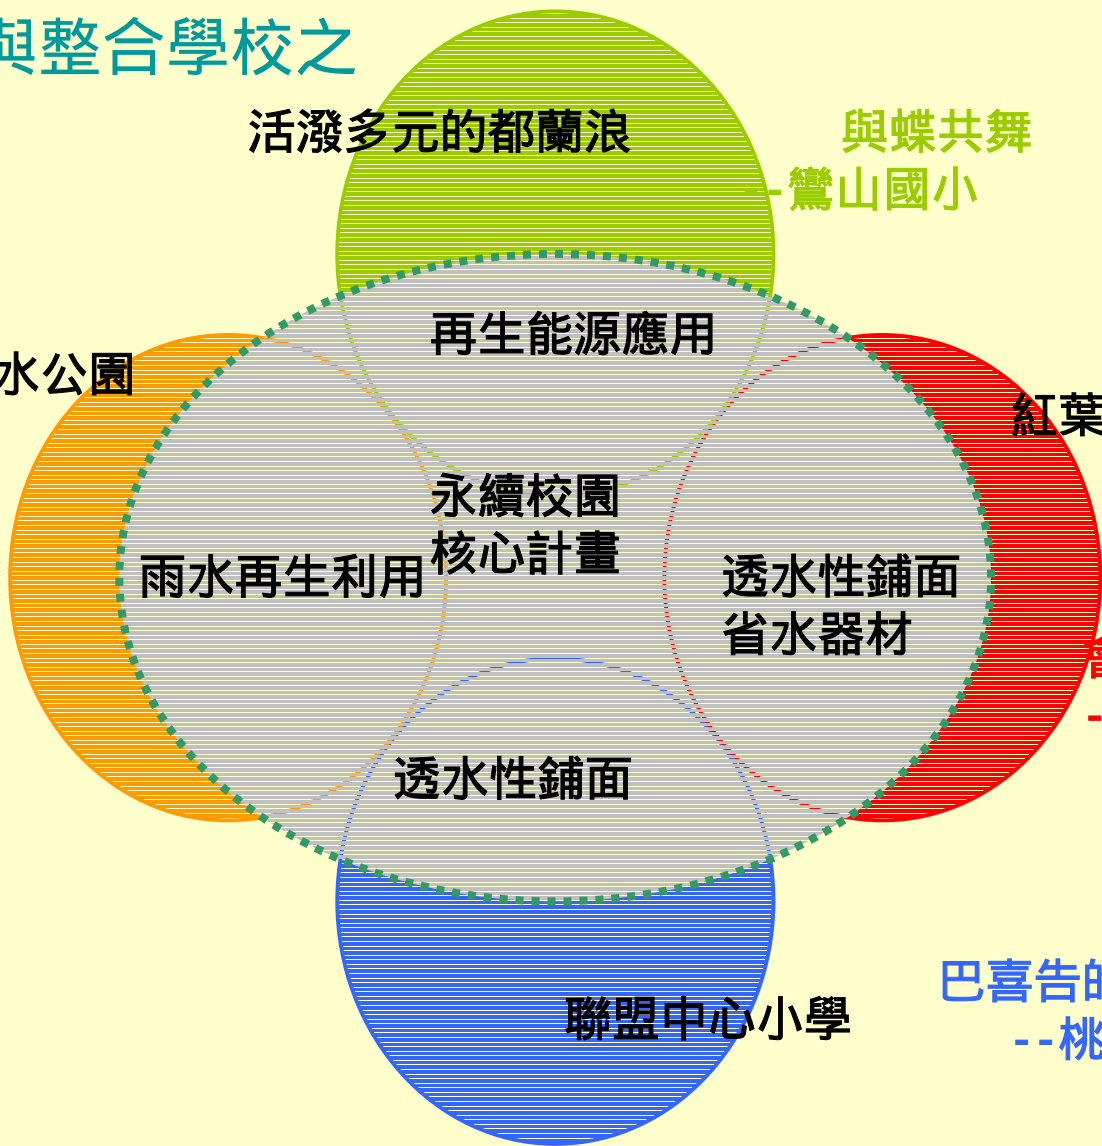 與整合學校之
活潑多元的都蘭浪
與蝶共舞
--鸞山國小
再生能源應用
水公園
紅葉
永續校園
核心計畫
雨水再生利用
透水性鋪面
省水器材
--
透水性鋪面
巴喜告的
--桃
聯盟中心小學